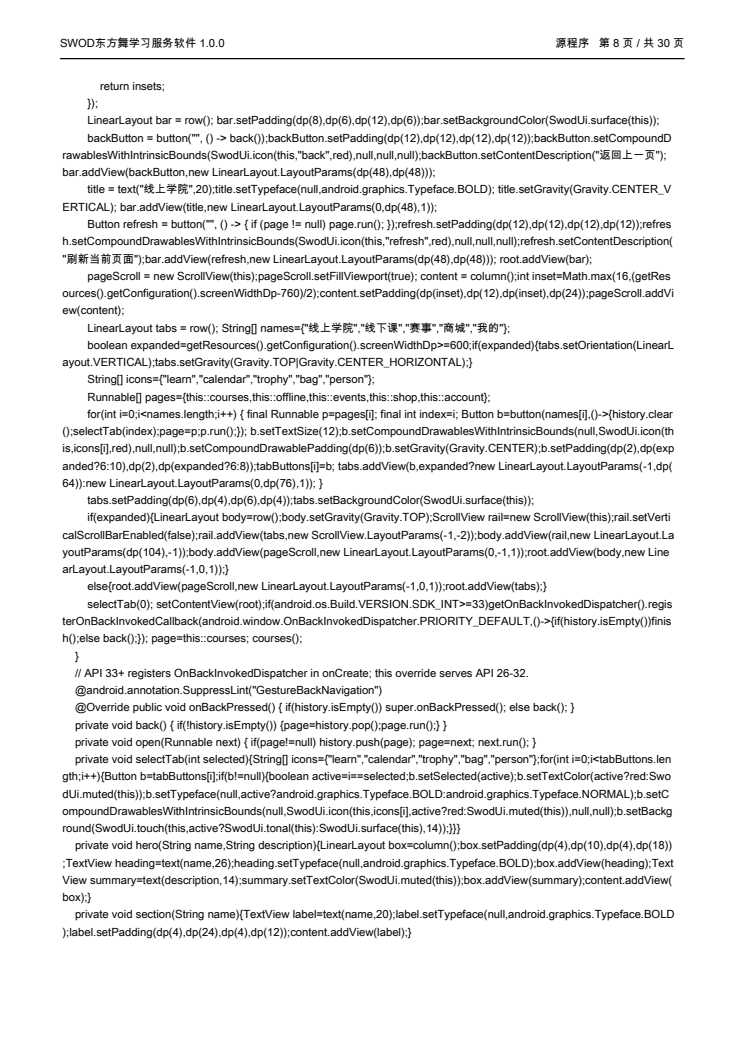 SWOD东方舞学习服务软件 1.0.0 源程序 第 8 页 / 共 30 页
return insets;
});
LinearLayout bar = row(); bar.setPadding(dp(8),dp(6),dp(12),dp(6));bar.setBackgroundColor(SwodUi.surface(this));
backButton = button("", () -> back());backButton.setPadding(dp(12),dp(12),dp(12),dp(12));backButton.setCompoundD
rawablesWithIntrinsicBounds(SwodUi.icon(this,"back",red),null,null,null);backButton.setContentDescription("返回上一页");
bar.addView(backButton,new LinearLayout.LayoutParams(dp(48),dp(48)));
title = text("线上学院",20);title.setTypeface(null,android.graphics.Typeface.BOLD); title.setGravity(Gravity.CENTER_V
ERTICAL); bar.addView(title,new LinearLayout.LayoutParams(0,dp(48),1));
Button refresh = button("", () -> { if (page != null) page.run(); });refresh.setPadding(dp(12),dp(12),dp(12),dp(12));refres
h.setCompoundDrawablesWithIntrinsicBounds(SwodUi.icon(this,"refresh",red),null,null,null);refresh.setContentDescription(
"刷新当前页面");bar.addView(refresh,new LinearLayout.LayoutParams(dp(48),dp(48))); root.addView(bar);
pageScroll = new ScrollView(this);pageScroll.setFillViewport(true); content = column();int inset=Math.max(16,(getRes
ources().getConfiguration().screenWidthDp-760)/2);content.setPadding(dp(inset),dp(12),dp(inset),dp(24));pageScroll.addVi
ew(content);
LinearLayout tabs = row(); String[] names={"线上学院","线下课","赛事","商城","我的"};
boolean expanded=getResources().getConfiguration().screenWidthDp>=600;if(expanded){tabs.setOrientation(LinearL
ayout.VERTICAL);tabs.setGravity(Gravity.TOP|Gravity.CENTER_HORIZONTAL);}
String[] icons={"learn","calendar","trophy","bag","person"};
Runnable[] pages={this::courses,this::offline,this::events,this::shop,this::account};
for(int i=0;i<names.length;i++) { final Runnable p=pages[i]; final int index=i; Button b=button(names[i],()->{history.clear
();selectTab(index);page=p;p.run();}); b.setTextSize(12);b.setCompoundDrawablesWithIntrinsicBounds(null,SwodUi.icon(th
is,icons[i],red),null,null);b.setCompoundDrawablePadding(dp(6));b.setGravity(Gravity.CENTER);b.setPadding(dp(2),dp(exp
anded?6:10),dp(2),dp(expanded?6:8));tabButtons[i]=b; tabs.addView(b,expanded?new LinearLayout.LayoutParams(-1,dp(
64)):new LinearLayout.LayoutParams(0,dp(76),1)); }
tabs.setPadding(dp(6),dp(4),dp(6),dp(4));tabs.setBackgroundColor(SwodUi.surface(this));
if(expanded){LinearLayout body=row();body.setGravity(Gravity.TOP);ScrollView rail=new ScrollView(this);rail.setVerti
calScrollBarEnabled(false);rail.addView(tabs,new ScrollView.LayoutParams(-1,-2));body.addView(rail,new LinearLayout.La
youtParams(dp(104),-1));body.addView(pageScroll,new LinearLayout.LayoutParams(0,-1,1));root.addView(body,new Line
arLayout.LayoutParams(-1,0,1));}
else{root.addView(pageScroll,new LinearLayout.LayoutParams(-1,0,1));root.addView(tabs);}
selectTab(0); setContentView(root);if(android.os.Build.VERSION.SDK_INT>=33)getOnBackInvokedDispatcher().regis
terOnBackInvokedCallback(android.window.OnBackInvokedDispatcher.PRIORITY_DEFAULT,()->{if(history.isEmpty())finis
h();else back();}); page=this::courses; courses();
}
// API 33+ registers OnBackInvokedDispatcher in onCreate; this override serves API 26-32.
@android.annotation.SuppressLint("GestureBackNavigation")
@Override public void onBackPressed() { if(history.isEmpty()) super.onBackPressed(); else back(); }
private void back() { if(!history.isEmpty()) {page=history.pop();page.run();} }
private void open(Runnable next) { if(page!=null) history.push(page); page=next; next.run(); }
private void selectTab(int selected){String[] icons={"learn","calendar","trophy","bag","person"};for(int i=0;i<tabButtons.len
gth;i++){Button b=tabButtons[i];if(b!=null){boolean active=i==selected;b.setSelected(active);b.setTextColor(active?red:Swo
dUi.muted(this));b.setTypeface(null,active?android.graphics.Typeface.BOLD:android.graphics.Typeface.NORMAL);b.setC
ompoundDrawablesWithIntrinsicBounds(null,SwodUi.icon(this,icons[i],active?red:SwodUi.muted(this)),null,null);b.setBackg
round(SwodUi.touch(this,active?SwodUi.tonal(this):SwodUi.surface(this),14));}}}
private void hero(String name,String description){LinearLayout box=column();box.setPadding(dp(4),dp(10),dp(4),dp(18))
;TextView heading=text(name,26);heading.setTypeface(null,android.graphics.Typeface.BOLD);box.addView(heading);Text
View summary=text(description,14);summary.setTextColor(SwodUi.muted(this));box.addView(summary);content.addView(
box);}
private void section(String name){TextView label=text(name,20);label.setTypeface(null,android.graphics.Typeface.BOLD
);label.setPadding(dp(4),dp(24),dp(4),dp(12));content.addView(label);}